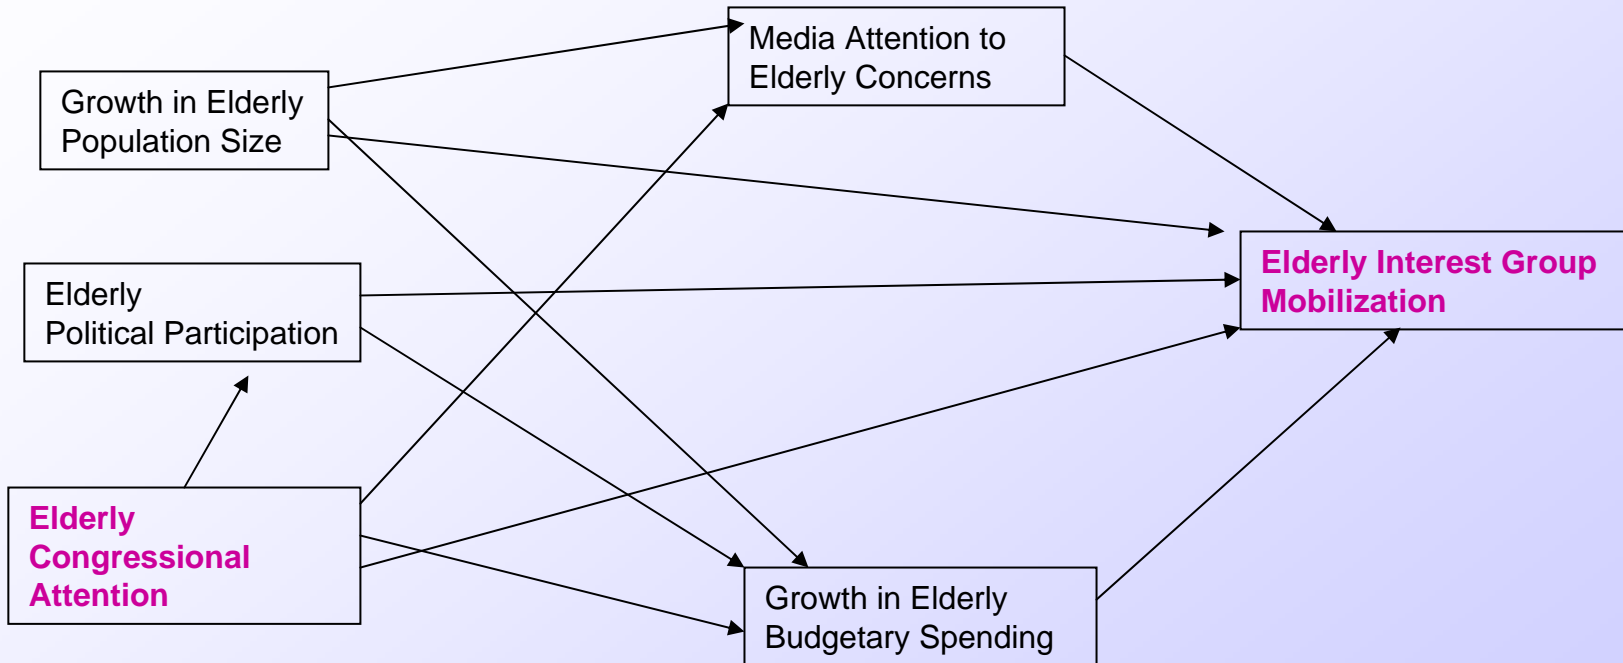 Media Attention to
Elderly Concerns
Growth in Elderly
Population Size
Elderly Interest Group
Mobilization
Elderly
Political Participation
Elderly
Congressional
Attention
Growth in Elderly
Budgetary Spending